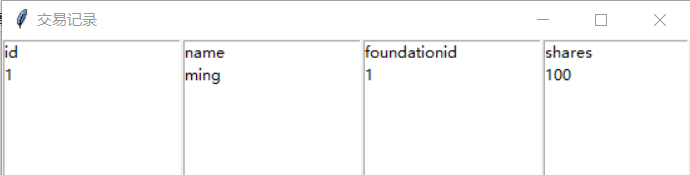 交易记录
id name foundationid shares
1 ming 1 100